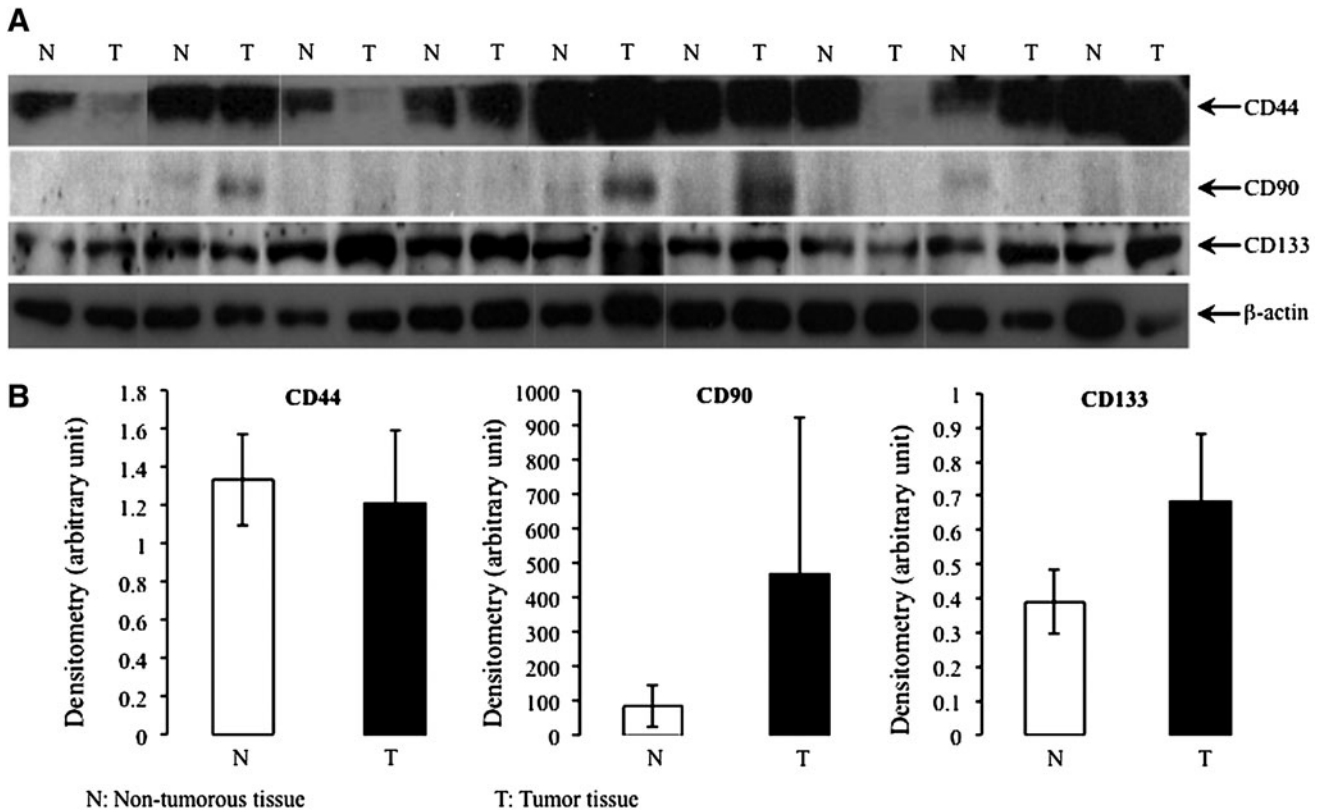 A
N T N T N T N T N T N T N T N T N T
CD44
CD90
CD133
β-actin
B
CD44
Densitometry (arbitrary unit)
1.8
1.6
1.4
1.2
1
0.8
0.6
0.4
0.2
0
N T
CD90
Densitometry (arbitrary unit)
1000
900
800
700
600
500
400
300
200
100
0
N T
CD133
Densitometry (arbitrary unit)
1
0.9
0.8
0.7
0.6
0.5
0.4
0.3
0.2
0.1
0
N T
N: Non-tumorous tissue T: Tumor tissue